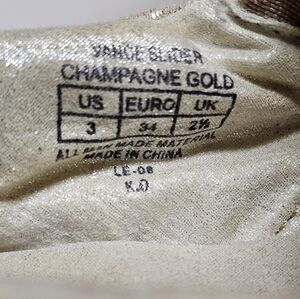 VANCE SLIDER
CHAMPAGNE GOLD
US EURO UK
3 34 2½
ALL MAN MADE MATERIAL
MADE IN CHINA
LE-08
K.O